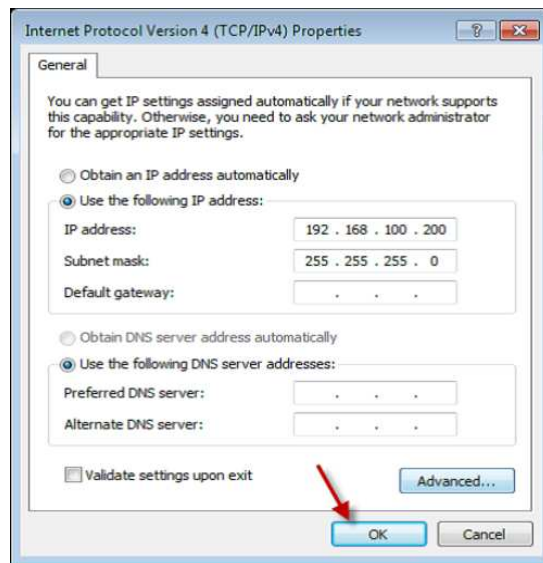 Internet Protocol Version 4 (TCP/IPv4) Properties
General
You can get IP settings assigned automatically if your network supports
this capability. Otherwise, you need to ask your network administrator
for the appropriate IP settings.
Obtain an IP address automatically
Use the following IP address:
IP address: 192 . 168 . 100 . 200
Subnet mask: 255 . 255 . 255 . 0
Default gateway: . . .
Obtain DNS server address automatically
Use the following DNS server addresses:
Preferred DNS server: . . .
Alternate DNS server: . . .
Validate settings upon exit
Advanced...
OK Cancel